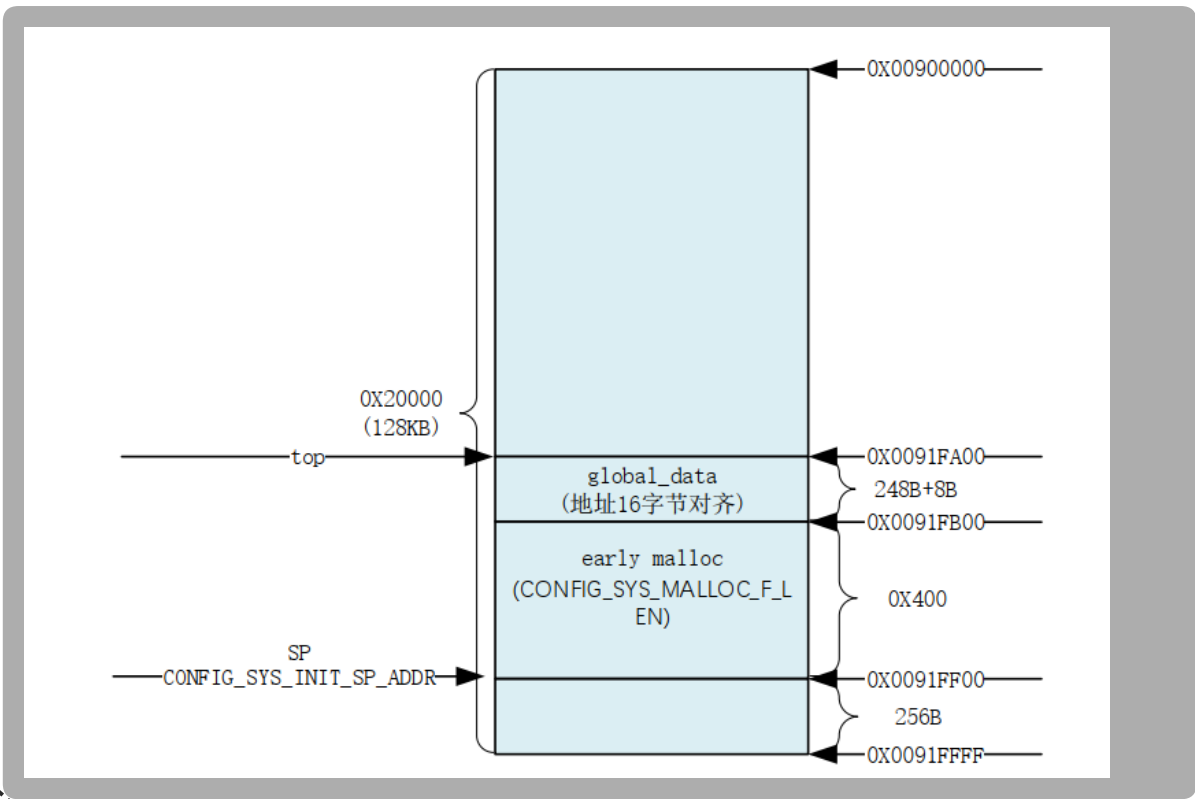 0X00900000
0X20000
(128KB)
top
0X0091FA00
global_data
(地址16字节对齐)
248B+8B
0X0091FB00
early malloc
(CONFIG_SYS_MALLOC_F_L
EN)
0X400
SP
CONFIG_SYS_INIT_SP_ADDR
0X0091FF00
256B
0X0091FFFF